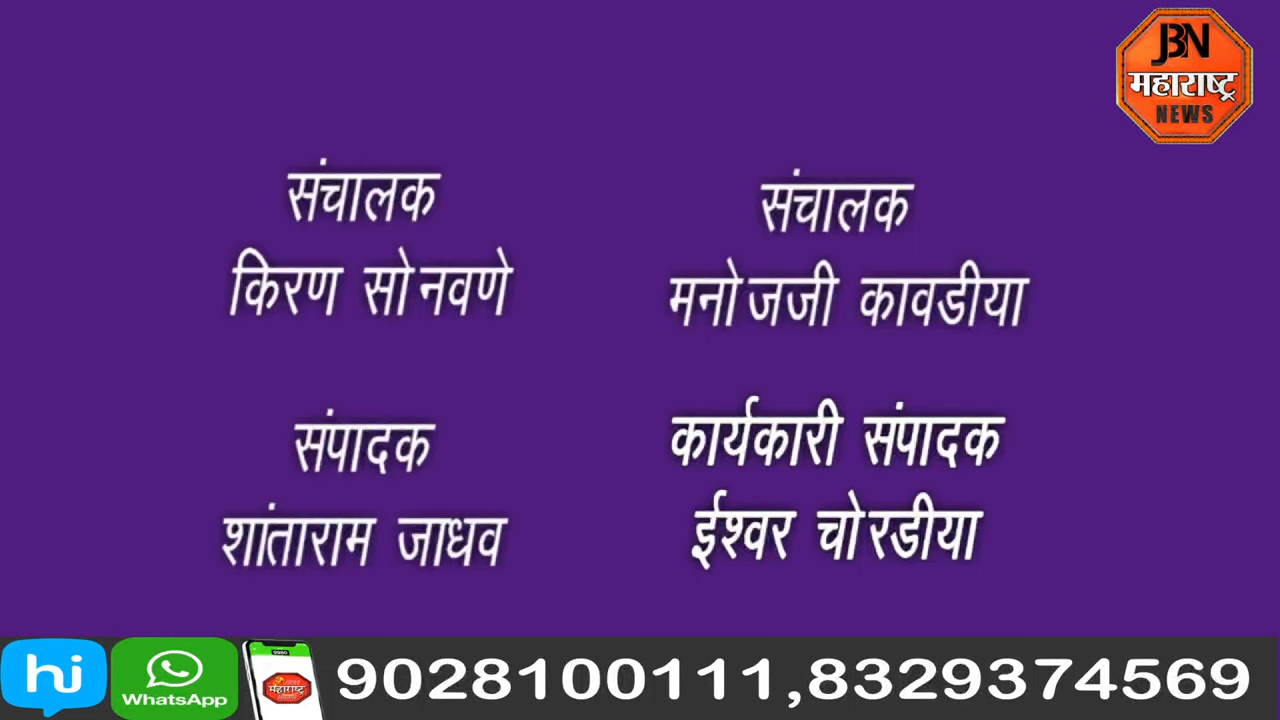 JBN
महाराष्ट्र
NEWS
संचालक
किरण सोनवणे
संचालक
मनोजजी कावडीया
संपादक
शांताराम जाधव
कार्यकारी संपादक
ईश्वर चोरडीया
hi
WhatsApp
महाराष्ट्र
9028100111,8329374569